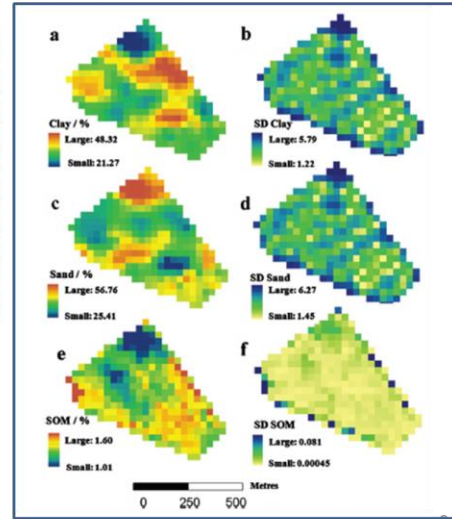 a
b
Clay / %
Large: 48.32
Small: 21.27
SD Clay
Large: 5.79
Small: 1.22
c
d
Sand / %
Large: 56.76
Small: 25.41
SD Sand
Large: 6.27
Small: 1.45
e
f
SOM / %
Large: 1.60
Small: 1.01
SD SOM
Large: 0.081
Small: 0.00045
Metres
0 250 500